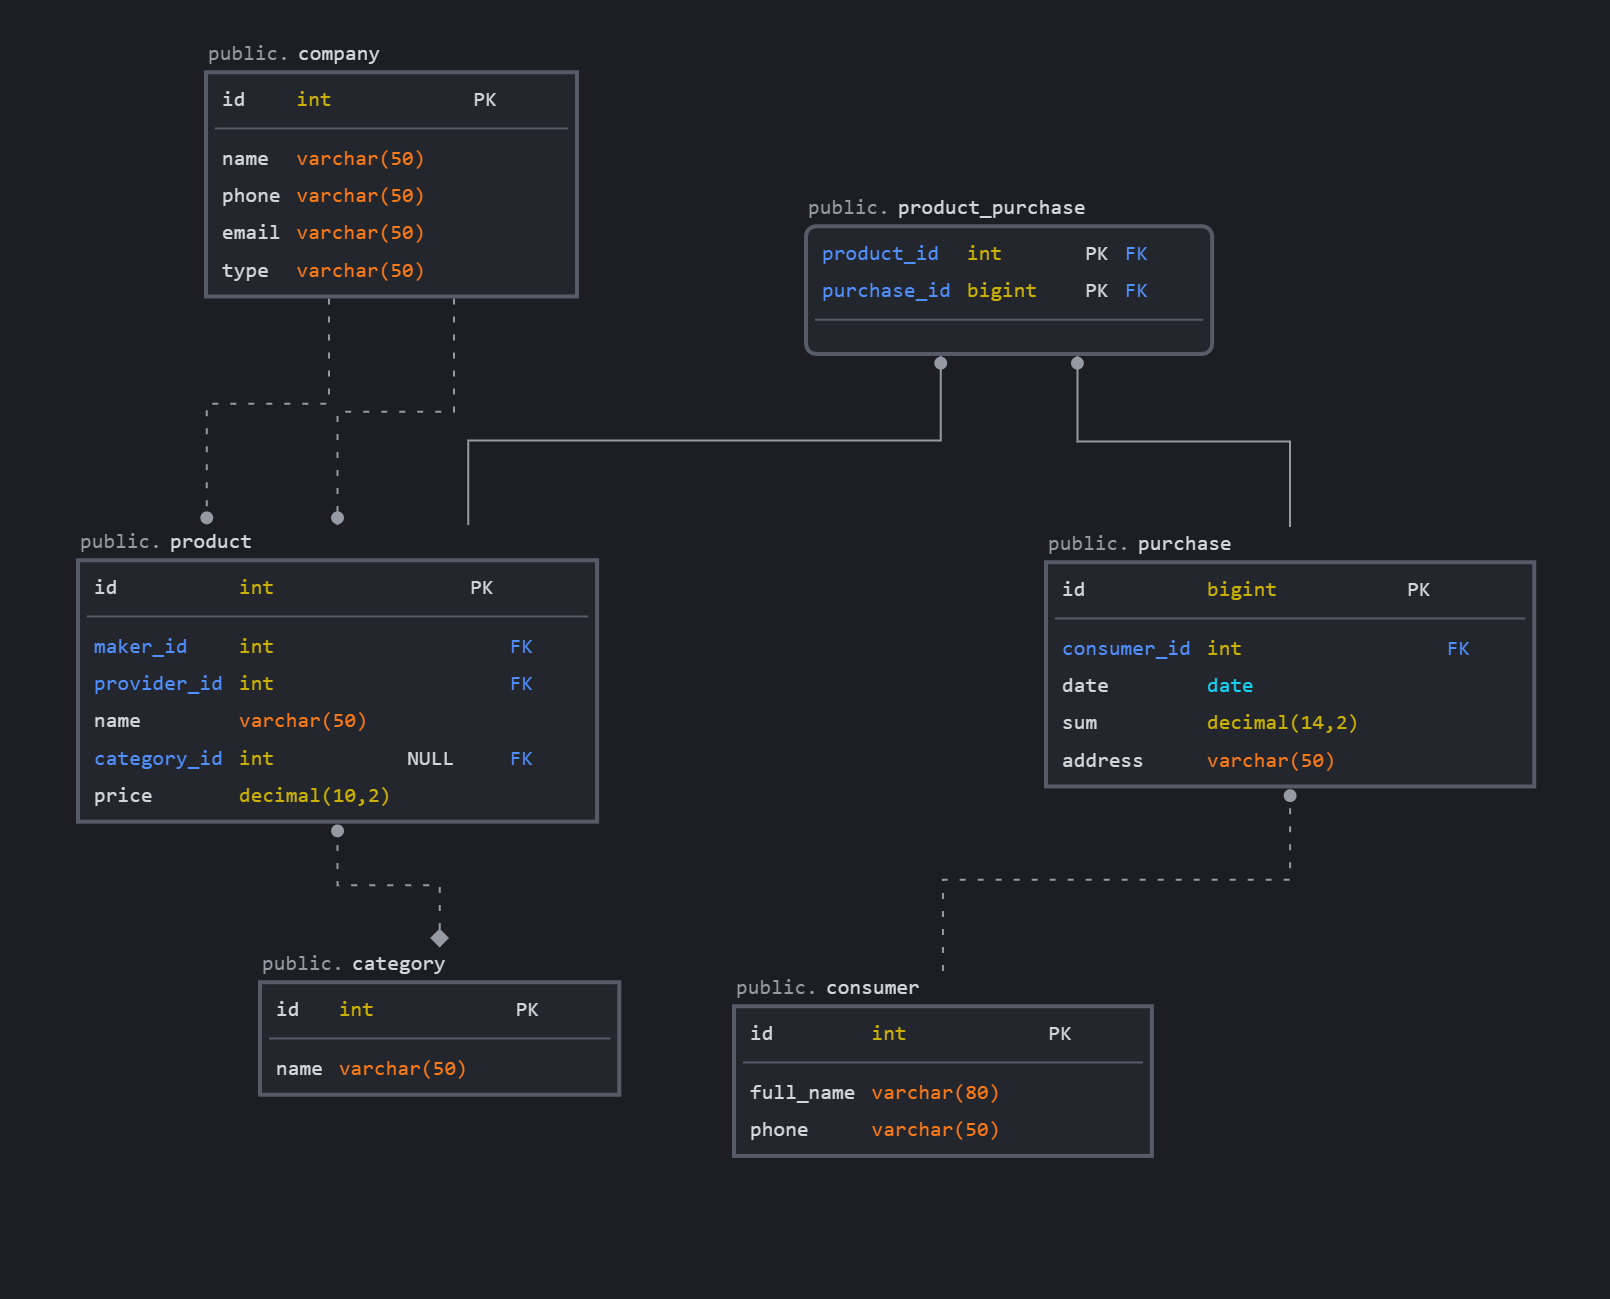 public. company
id int PK
name varchar(50)
phone varchar(50)
email varchar(50)
type varchar(50)
public. product_purchase
product_id int PK FK
purchase_id bigint PK FK
public. product
id int PK
maker_id int FK
provider_id int FK
name varchar(50)
category_id int NULL FK
price decimal(10,2)
public. purchase
id bigint PK
consumer_id int FK
date date
sum decimal(14,2)
address varchar(50)
public. category
id int PK
name varchar(50)
public. consumer
id int PK
full_name varchar(80)
phone varchar(50)